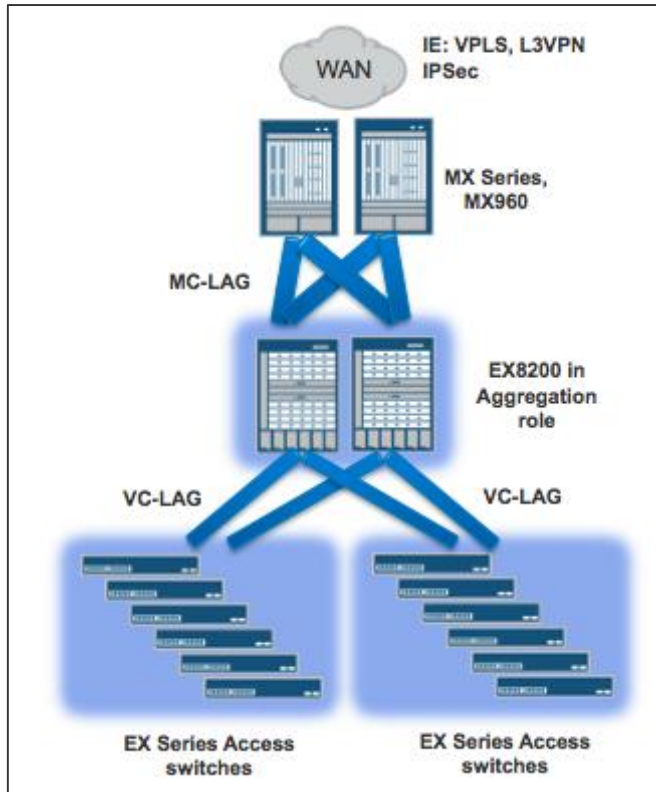 WAN
IE: VPLS, L3VPN
IPSec
MX Series,
MX960
MC-LAG
EX8200 in
Aggregation
role
VC-LAG
VC-LAG
EX Series Access
switches
EX Series Access
switches